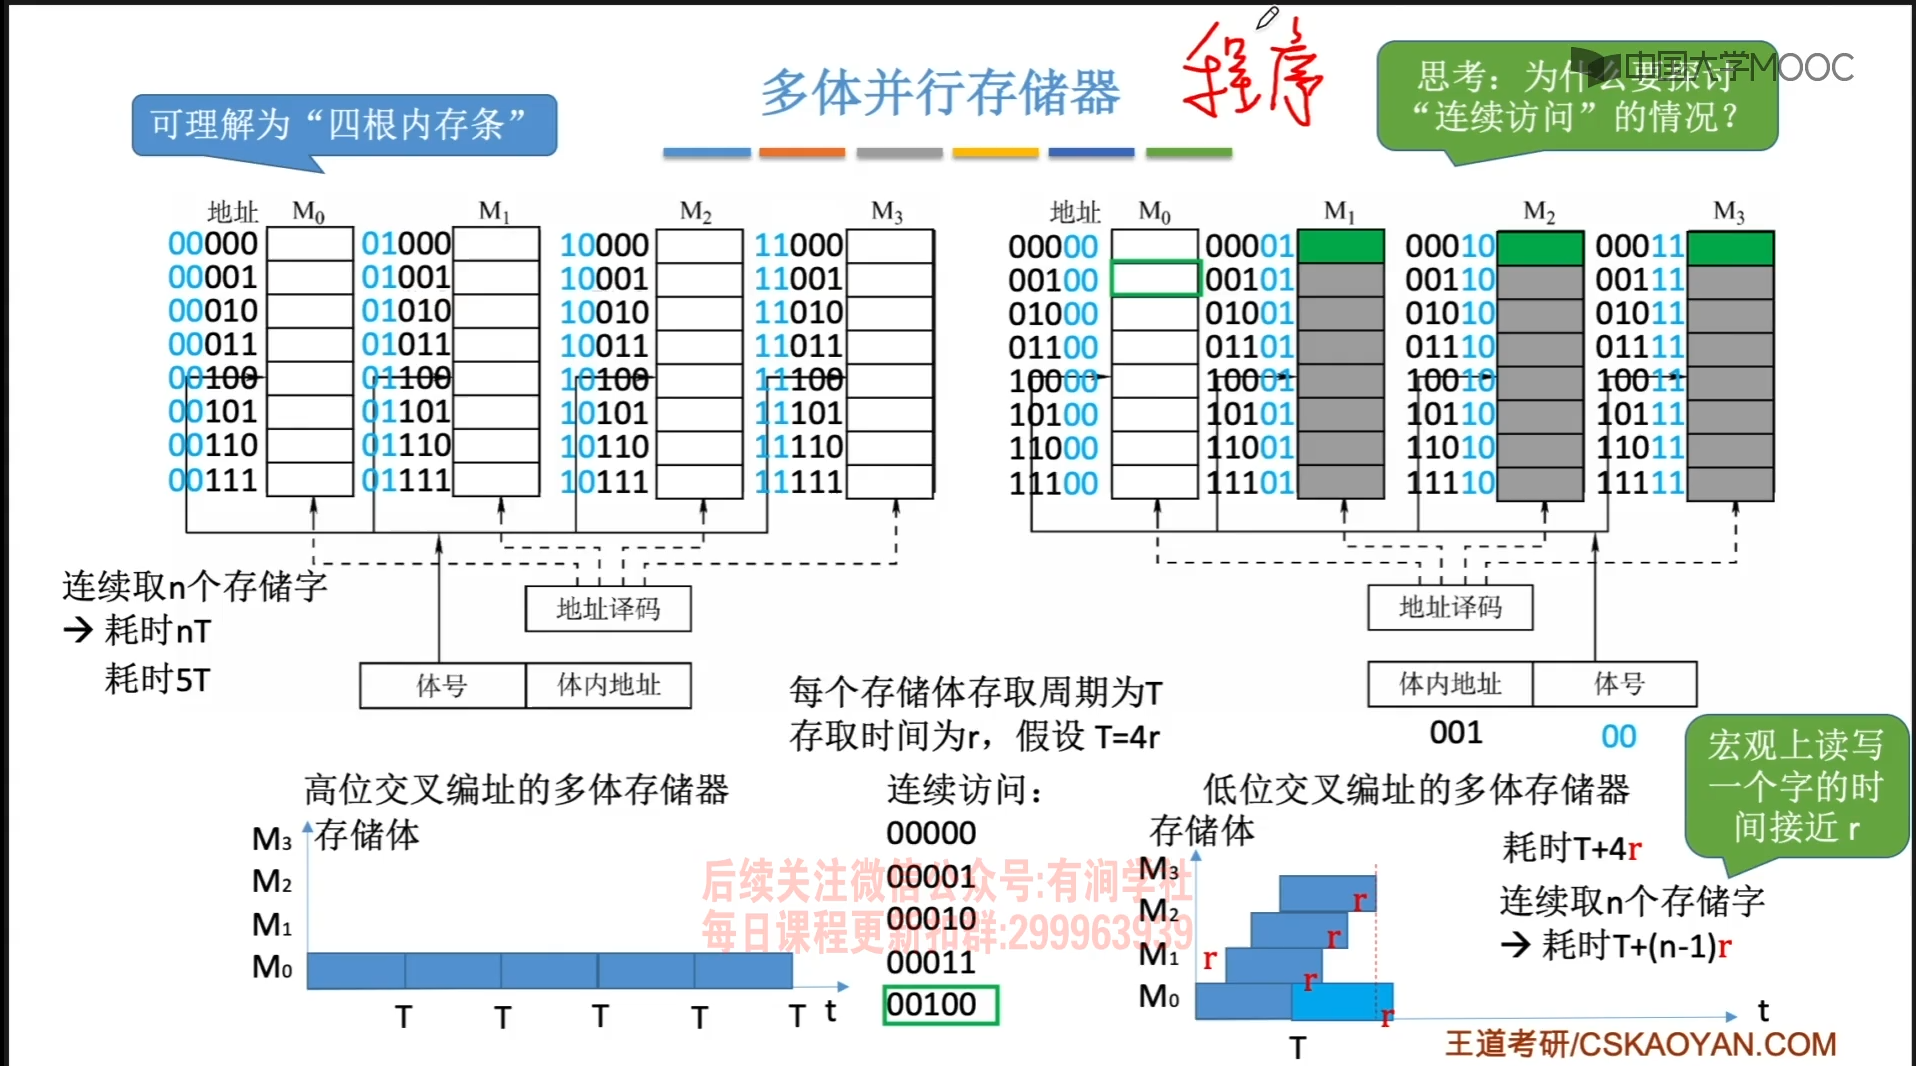 多体并行存储器
程序
中国大学MOOC
可理解为“四根内存条”
思考：为什么要探讨
“连续访问”的情况？
地址 M0 M1 M2 M3
00000 01000 10000 11000
00001 01001 10001 11001
00010 01010 10010 11010
00011 01011 10011 11011
00100 01100 10100 11100
00101 01101 10101 11101
00110 01110 10110 11110
00111 01111 10111 11111
地址译码
体号 体内地址
连续取n个存储字
→ 耗时nT
耗时5T
地址 M0 M1 M2 M3
00000 00001 00010 00011
00100 00101 00110 00111
01000 01001 01010 01011
01100 01101 01110 01111
10000 10001 10010 10011
10100 10101 10110 10111
11000 11001 11010 11011
11100 11101 11110 11111
地址译码
体内地址 体号
001 00
每个存储体存取周期为T
存取时间为r，假设 T=4r
宏观上读写
一个字的时
间接近 r
高位交叉编址的多体存储器
存储体
M3
M2
M1
M0
T T T T T t
连续访问：
00000
00001
00010
00011
00100
后续关注微信公众号:有涧学社
每日课程更新扣群:299963939
低位交叉编址的多体存储器
存储体
M3 r
M2 r
M1 r r
M0 r
T t
耗时T+4r
连续取n个存储字
→ 耗时T+(n-1)r
王道考研/CSKAOYAN.COM